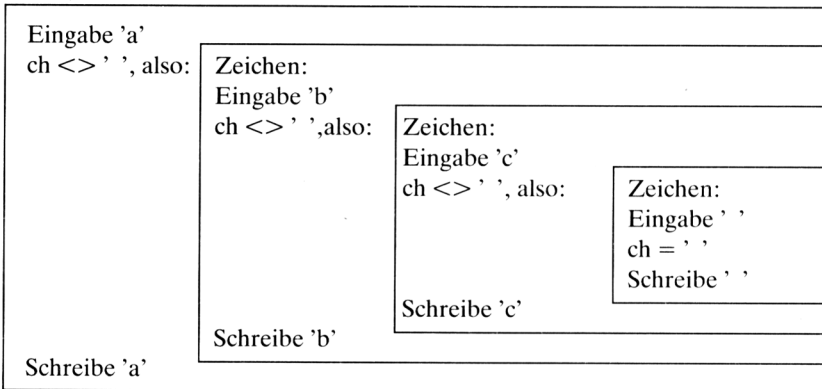 Eingabe 'a'
ch <> ' ', also:
Zeichen:
Eingabe 'b'
ch <> ' ',also:
Zeichen:
Eingabe 'c'
ch <> ' ', also:
Zeichen:
Eingabe ' '
ch = ' '
Schreibe ' '
Schreibe 'c'
Schreibe 'b'
Schreibe 'a'